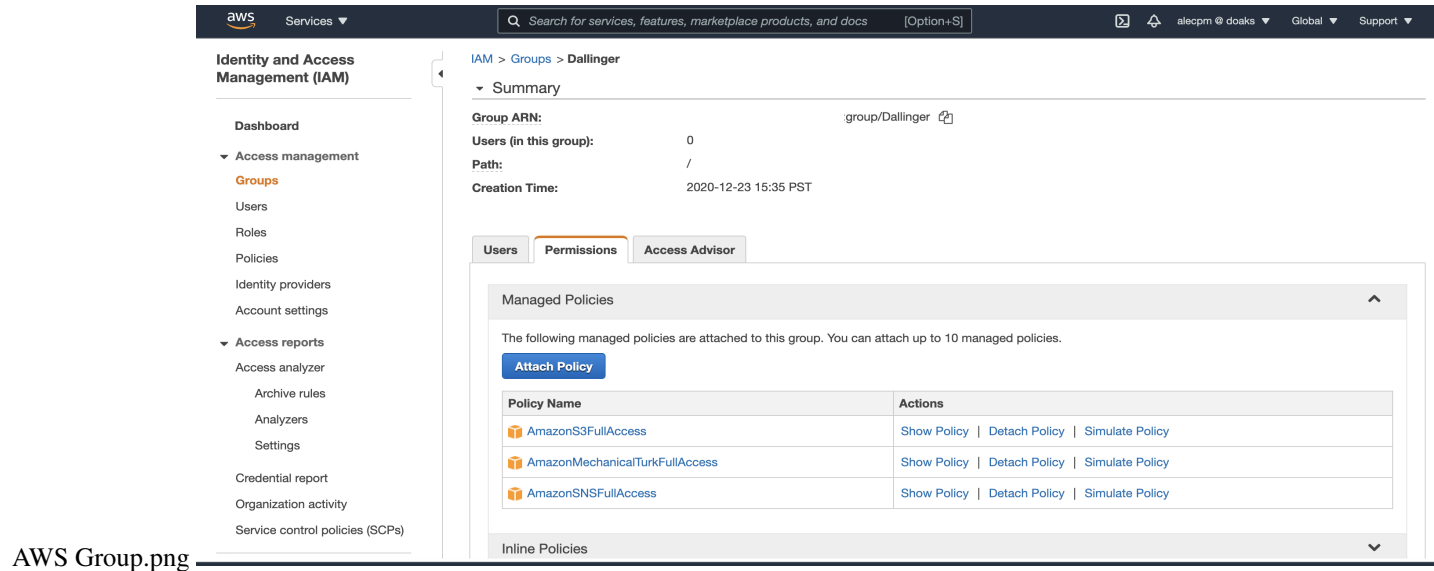 aws Services ▼ Search for services, features, marketplace products, and docs [Option+S] alecpm @ doaks ▼ Global ▼ Support ▼
Identity and Access
Management (IAM)
Dashboard
Access management
Groups
Users
Roles
Policies
Identity providers
Account settings
Access reports
Access analyzer
Archive rules
Analyzers
Settings
Credential report
Organization activity
Service control policies (SCPs)
IAM > Groups > Dallinger
Summary
Group ARN: :group/Dallinger
Users (in this group): 0
Path: /
Creation Time: 2020-12-23 15:35 PST
Users Permissions Access Advisor
Managed Policies
The following managed policies are attached to this group. You can attach up to 10 managed policies.
Attach Policy
Policy Name Actions
AmazonS3FullAccess Show Policy | Detach Policy | Simulate Policy
AmazonMechanicalTurkFullAccess Show Policy | Detach Policy | Simulate Policy
AmazonSNSFullAccess Show Policy | Detach Policy | Simulate Policy
Inline Policies
AWS Group.png